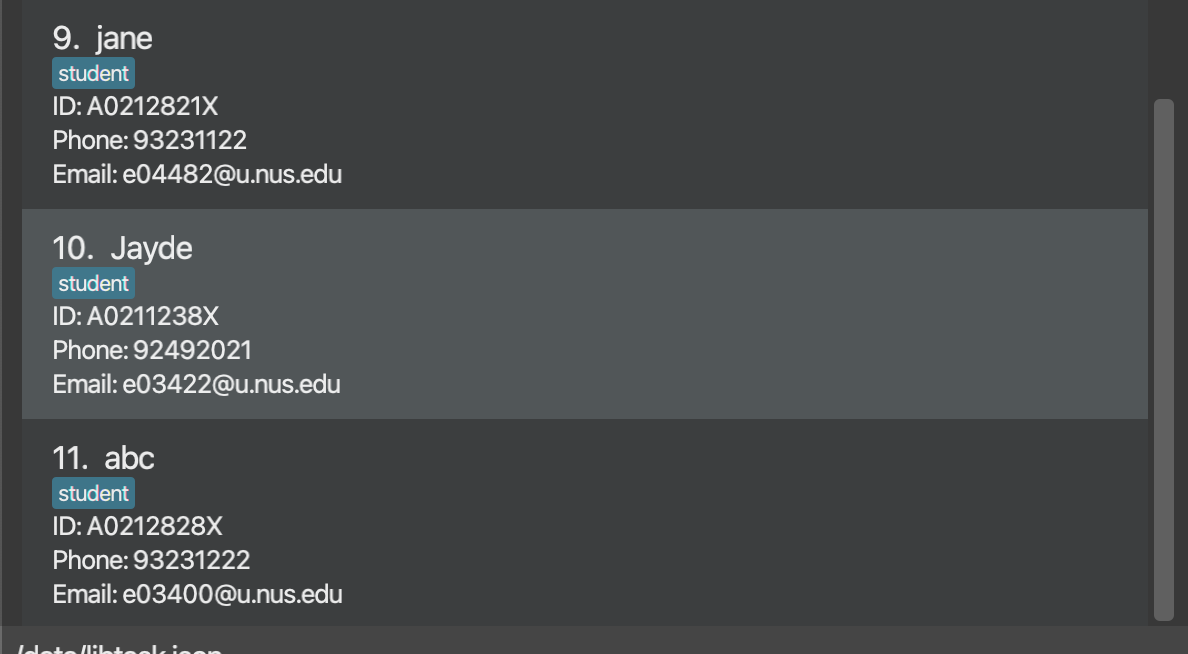 9. jane
student
ID: A0212821X
Phone: 93231122
Email: e04482@u.nus.edu
10. Jayde
student
ID: A0211238X
Phone: 92492021
Email: e03422@u.nus.edu
11. abc
student
ID: A0212828X
Phone: 93231222
Email: e03400@u.nus.edu